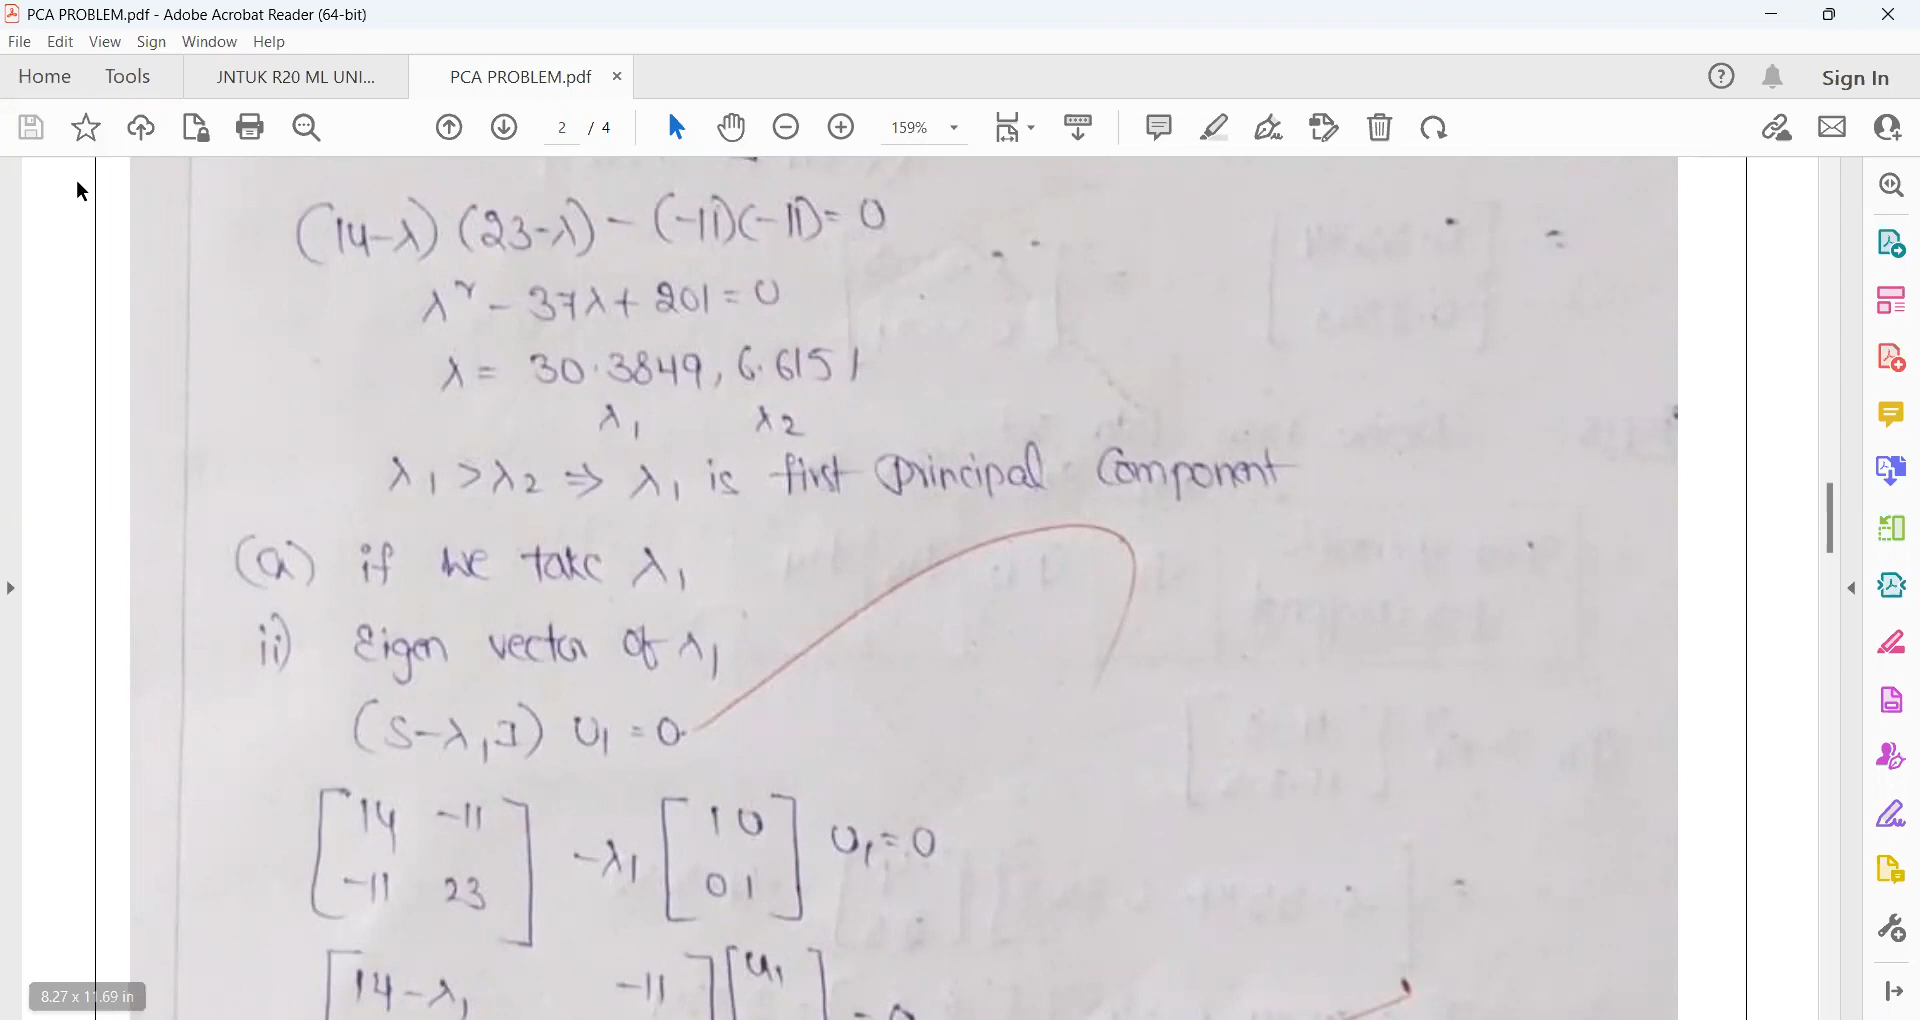 PCA PROBLEM.pdf - Adobe Acrobat Reader (64-bit)
File Edit View Sign Window Help
Home Tools JNTUK R20 ML UNI... PCA PROBLEM.pdf × Sign In
2 / 4 159%
(14-λ) (23-λ) - (-11)(-11) = 0
λ² - 37λ + 201 = 0
λ = 30.3849, 6.6151
λ1 λ2
λ1 > λ2 ⇒ λ1 is first principal Component
(a) if we take λ1
ii) Eigen vector of λ1
(S-λ1I) U1 = 0
[14 -11
-11 23] -λ1 [1 0
0 1] U1 = 0
[14-λ1 -11] [u1
8.27 x 11.69 in